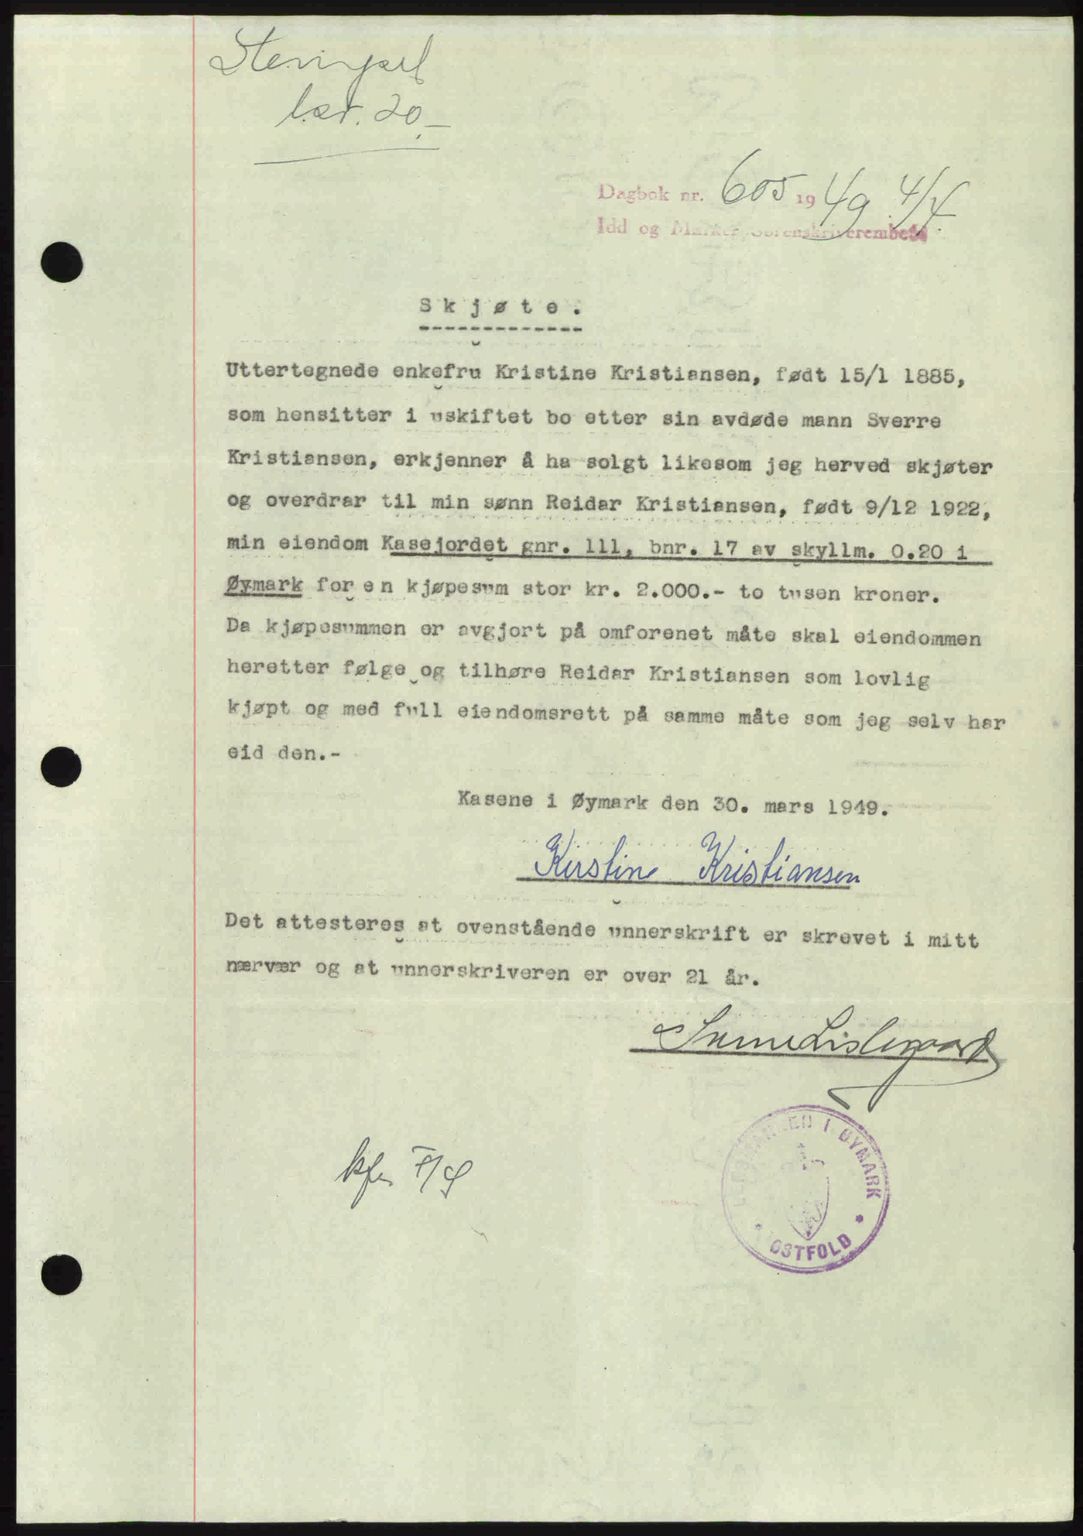 Stempel
kr. 20.-
Dagbok nr. 605 1949 4/4
Idd og Marker Sorenskriverembete
Skjøte.
Uttertegnede enkefru Kristine Kristiansen, født 15/1 1885,
som hensitter i uskiftet bo etter sin avdøde mann Sverre
Kristiansen, erkjenner å ha solgt likesom jeg herved skjøter
og overdrar til min sønn Reidar Kristiansen, født 9/12 1922,
min eiendom Kasejordet gnr. 111, bnr. 17 av skyllm. 0.20 i
Øymark for en kjøpesum stor kr. 2.000.- to tusen kroner.
Da kjøpesummen er avgjort på omforenet måte skal eiendommen
heretter følge og tilhøre Reidar Kristiansen som lovlig
kjøpt og med full eiendomsrett på samme måte som jeg selv har
eid den.-
Kasene i Øymark den 30. mars 1949.
Kirstine Kristiansen
Det attesteres at ovenstående unnerskrift er skrevet i mitt
nærvær og at unnerskriveren er over 21 år.
Lislegaard
I ØYMARK
* ØSTFOLD *